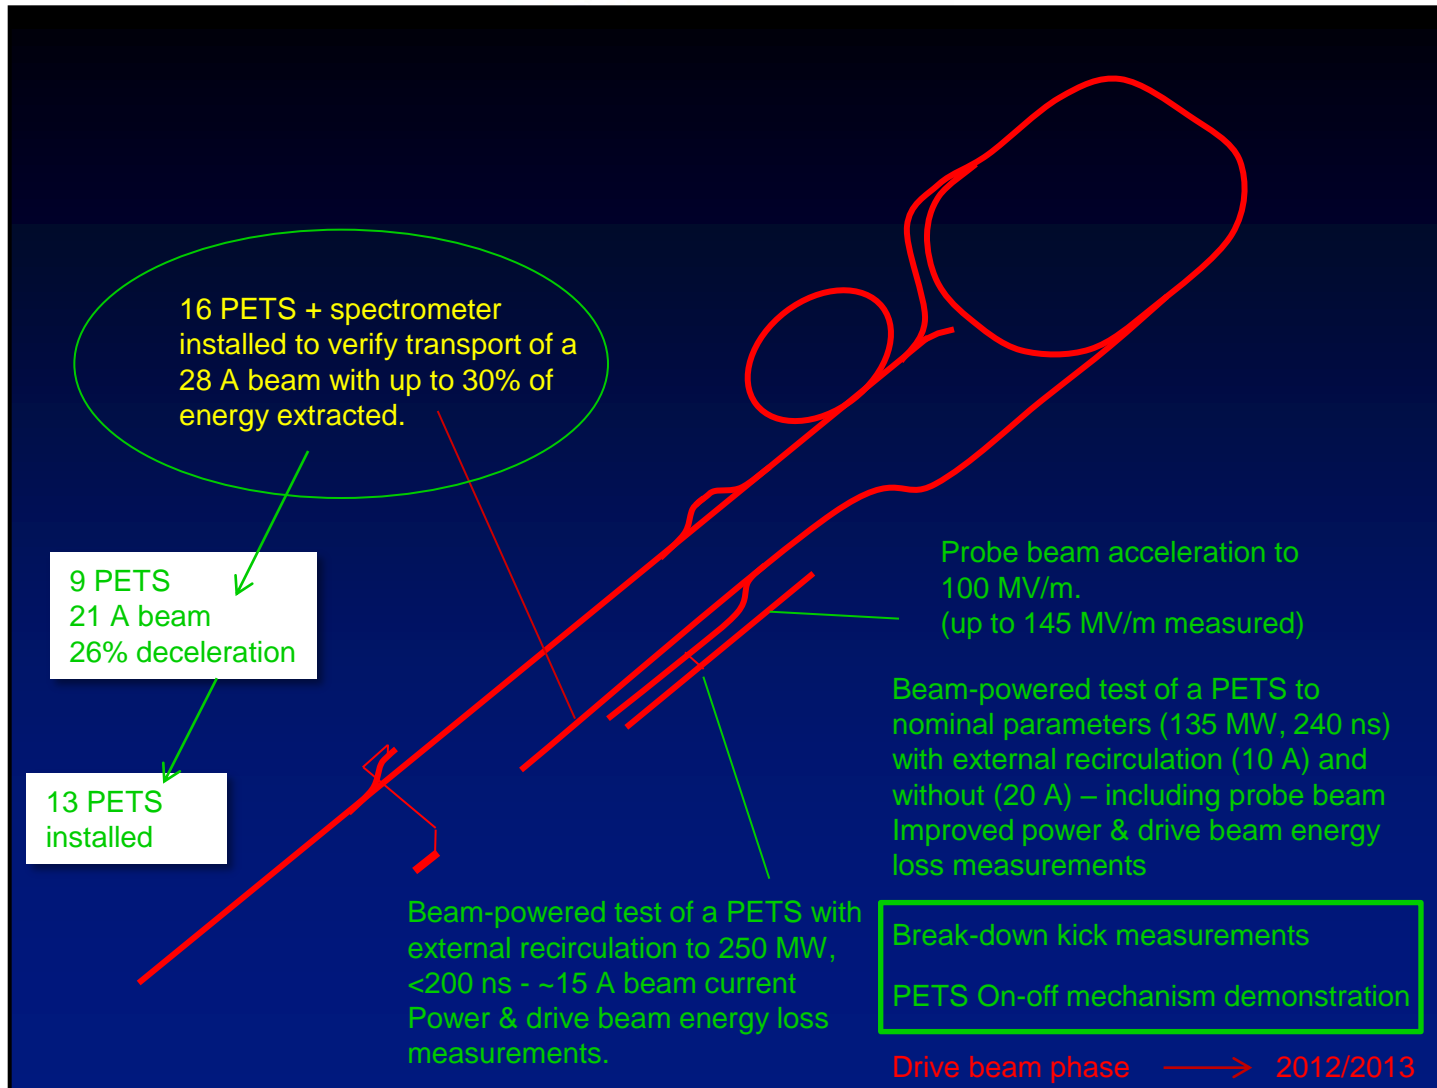 16 PETS + spectrometer
installed to verify transport of a
28 A beam with up to 30% of
energy extracted.
9 PETS
21 A beam
26% deceleration
13 PETS
installed
Probe beam acceleration to
100 MV/m.
(up to 145 MV/m measured)
Beam-powered test of a PETS to
nominal parameters (135 MW, 240 ns)
with external recirculation (10 A) and
without (20 A) – including probe beam
Improved power & drive beam energy
loss measurements
Beam-powered test of a PETS with
external recirculation to 250 MW,
<200 ns - ~15 A beam current
Power & drive beam energy loss
measurements.
Break-down kick measurements
PETS On-off mechanism demonstration
Drive beam phase 2012/2013